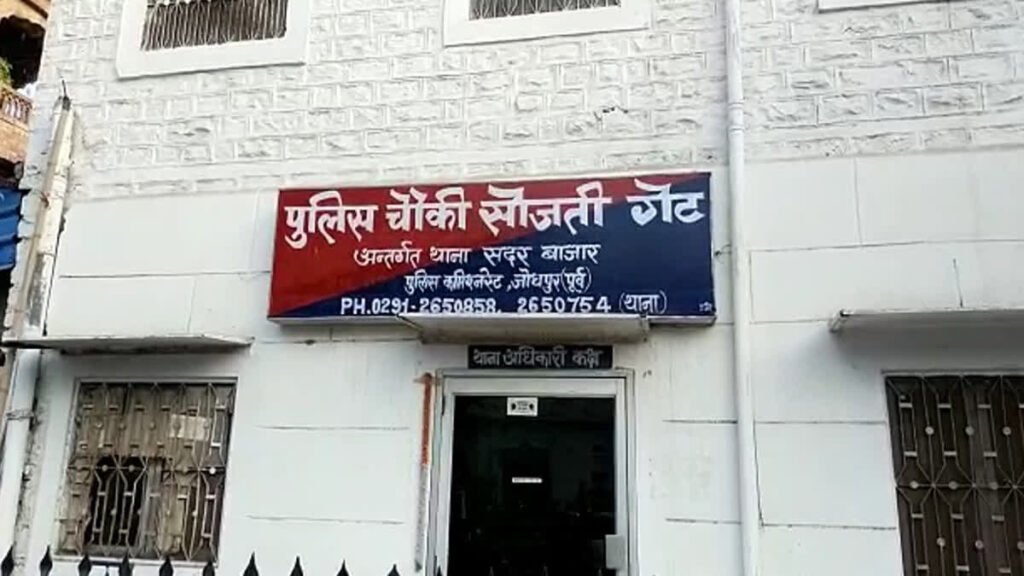 पुलिस चौकी सोजती गेट
अन्तर्गत थाना सदर बाजार
पुलिस कमिश्नरेट, जोधपुर (पूर्व)
PH.0291-2650858, 2650754 (थाना)
थाना अधिकारी कक्ष